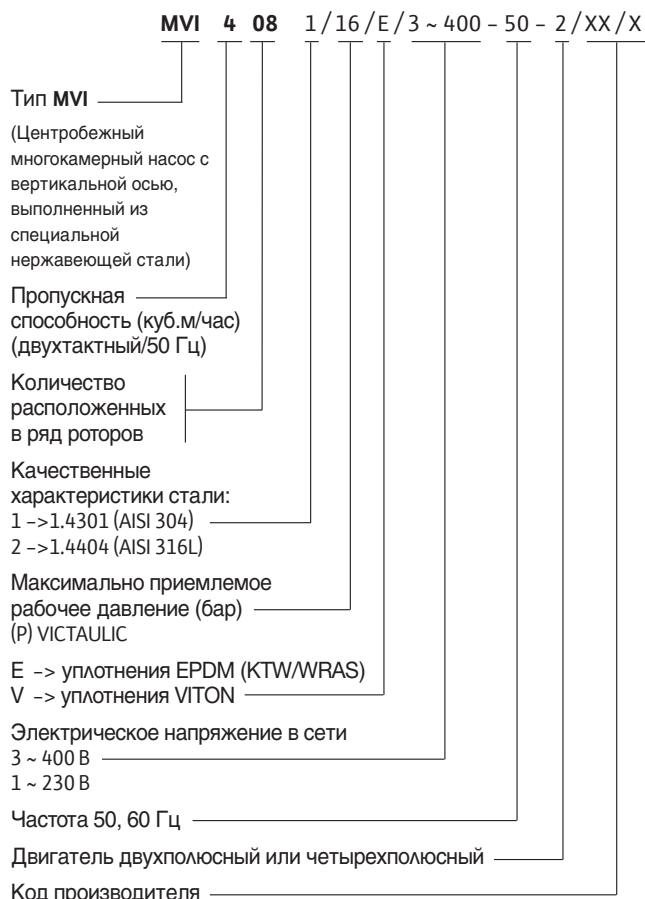 MVI 4 08 1/16/E/3 ~ 400 – 50 – 2/XX/X
Тип MVI
(Центробежный
многокамерный насос с
вертикальной осью,
выполненный из
специальной
нержавеющей стали)
Пропускная
способность (куб.м/час)
(двухтактный/50 Гц)
Количество
расположенных
в ряд роторов
Качественные
характеристики стали:
1 –>1.4301 (AISI 304)
2 –>1.4404 (AISI 316L)
Максимально приемлемое
рабочее давление (бар)
(P) VICTAULIC
E –> уплотнения EPDM (KTW/WRAS)
V –> уплотнения VITON
Электрическое напряжение в сети
3 ~ 400 В
1 ~ 230 В
Частота 50, 60 Гц
Двигатель двухполюсный или четырехполюсный
Код производителя